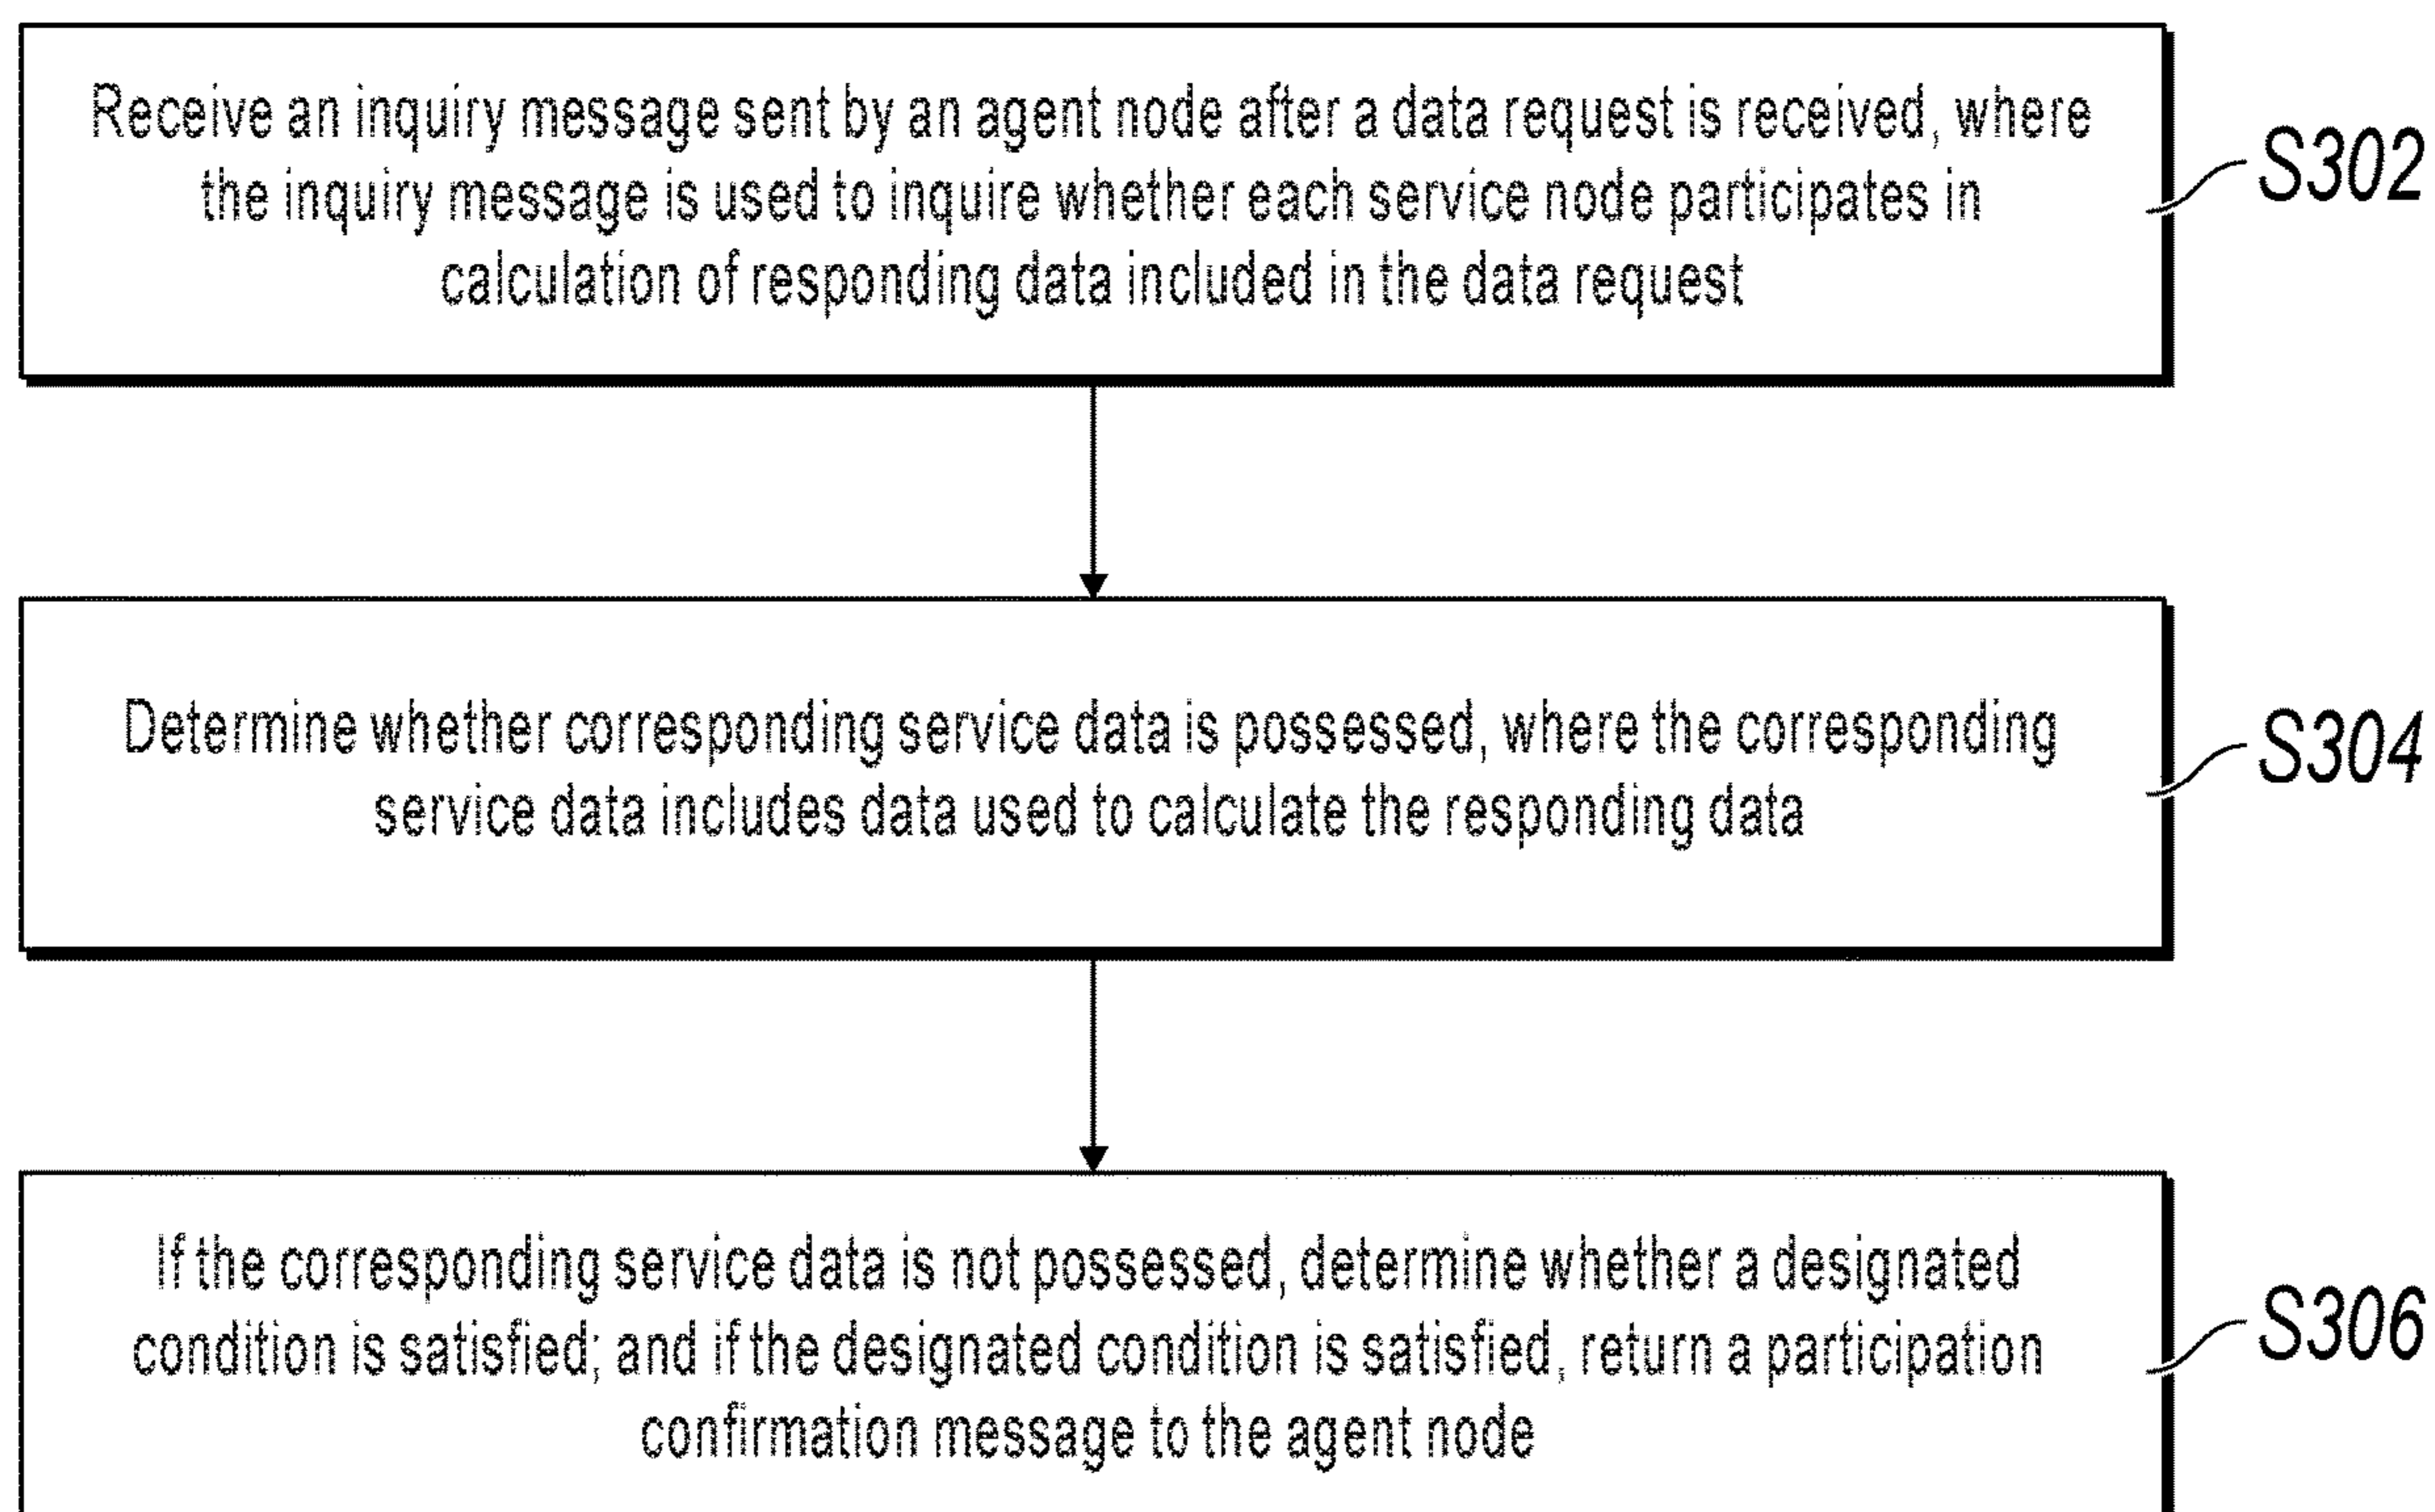 Receive an inquiry message sent by an agent node after a data request is received, where
the inquiry message is used to inquire whether each service node participates in
calculation of responding data included in the data request
S302
Determine whether corresponding service data is possessed, where the corresponding
service data includes data used to calculate the responding data
S304
If the corresponding service data is not possessed, determine whether a designated
condition is satisfied; and if the designated condition is satisfied, return a participation
confirmation message to the agent node
S306